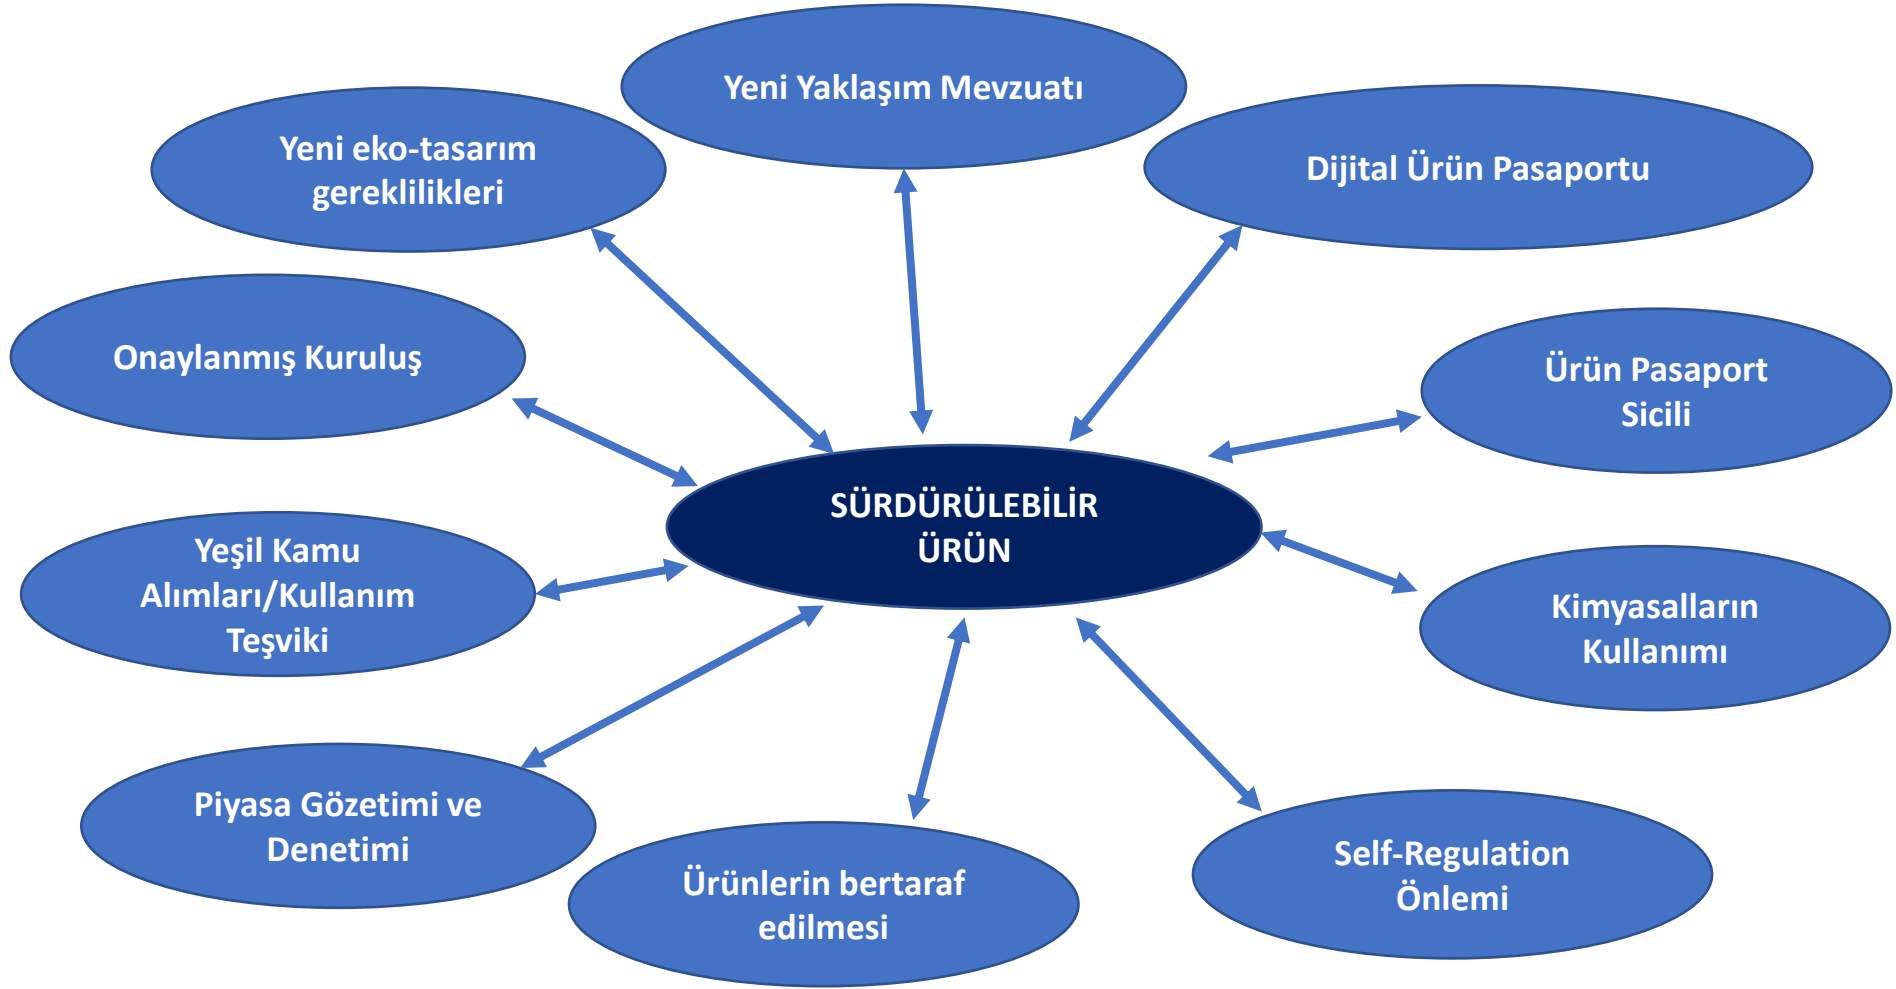 Yeni Yaklaşım Mevzuatı
Yeni eko-tasarım
gereklilikleri
Dijital Ürün Pasaportu
Onaylanmış Kuruluş
Ürün Pasaport
Sicili
SÜRDÜRÜLEBİLİR
ÜRÜN
Yeşil Kamu
Alımları/Kullanım
Teşviki
Kimyasalların
Kullanımı
Piyasa Gözetimi ve
Denetimi
Ürünlerin bertaraf
edilmesi
Self-Regulation
Önlemi